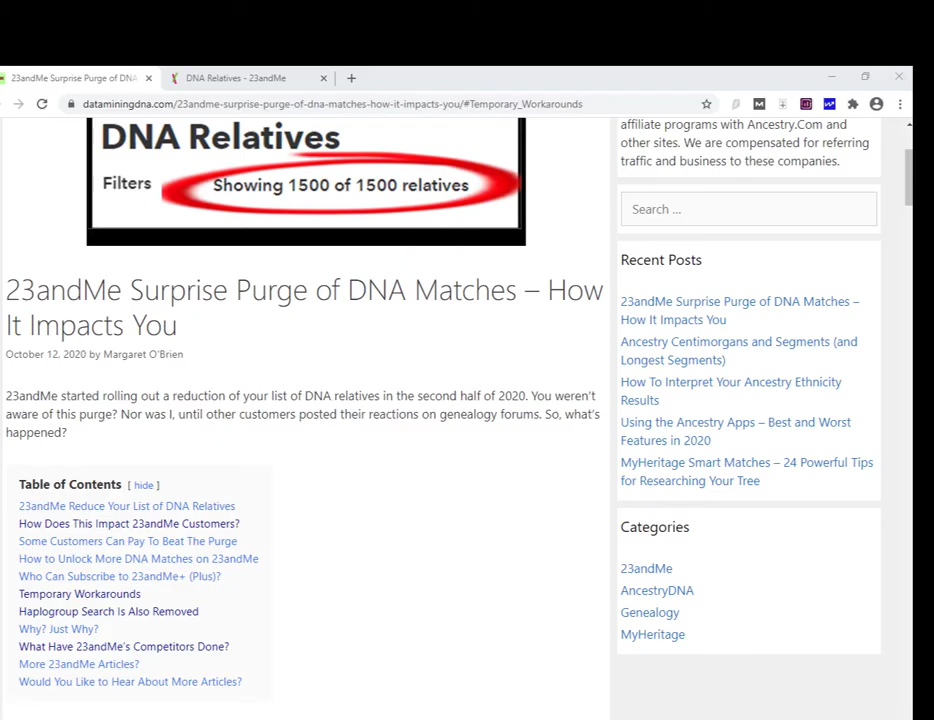 23andMe Surprise Purge of DNA
DNA Relatives - 23andMe
dataminingdna.com/23andme-surprise-purge-of-dna-matches-how-it-impacts-you/#Temporary_Workarounds
DNA Relatives
Filters
Showing 1500 of 1500 relatives
23andMe Surprise Purge of DNA Matches – How
It Impacts You
October 12, 2020 by Margaret O'Brien
23andMe started rolling out a reduction of your list of DNA relatives in the second half of 2020. You weren't
aware of this purge? Nor was I, until other customers posted their reactions on genealogy forums. So, what's
happened?
Table of Contents [ hide ]
23andMe Reduce Your List of DNA Relatives
How Does This Impact 23andMe Customers?
Some Customers Can Pay To Beat The Purge
How to Unlock More DNA Matches on 23andMe
Who Can Subscribe to 23andMe+ (Plus)?
Temporary Workarounds
Haplogroup Search Is Also Removed
Why? Just Why?
What Have 23andMe's Competitors Done?
More 23andMe Articles?
Would You Like to Hear About More Articles?
affiliate programs with Ancestry.Com and
other sites. We are compensated for referring
traffic and business to these companies.
Search ...
Recent Posts
23andMe Surprise Purge of DNA Matches –
How It Impacts You
Ancestry Centimorgans and Segments (and
Longest Segments)
How To Interpret Your Ancestry Ethnicity
Results
Using the Ancestry Apps – Best and Worst
Features in 2020
MyHeritage Smart Matches – 24 Powerful Tips
for Researching Your Tree
Categories
23andMe
AncestryDNA
Genealogy
MyHeritage